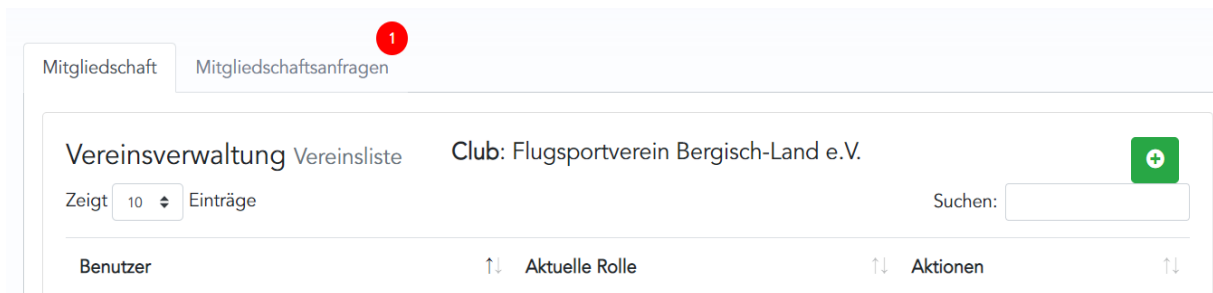 1
Mitgliedschaft Mitgliedschaftsanfragen
Vereinsverwaltung Vereinsliste Club: Flugsportverein Bergisch-Land e.V.
Zeigt 10 Einträge Suchen:
Benutzer Aktuelle Rolle Aktionen